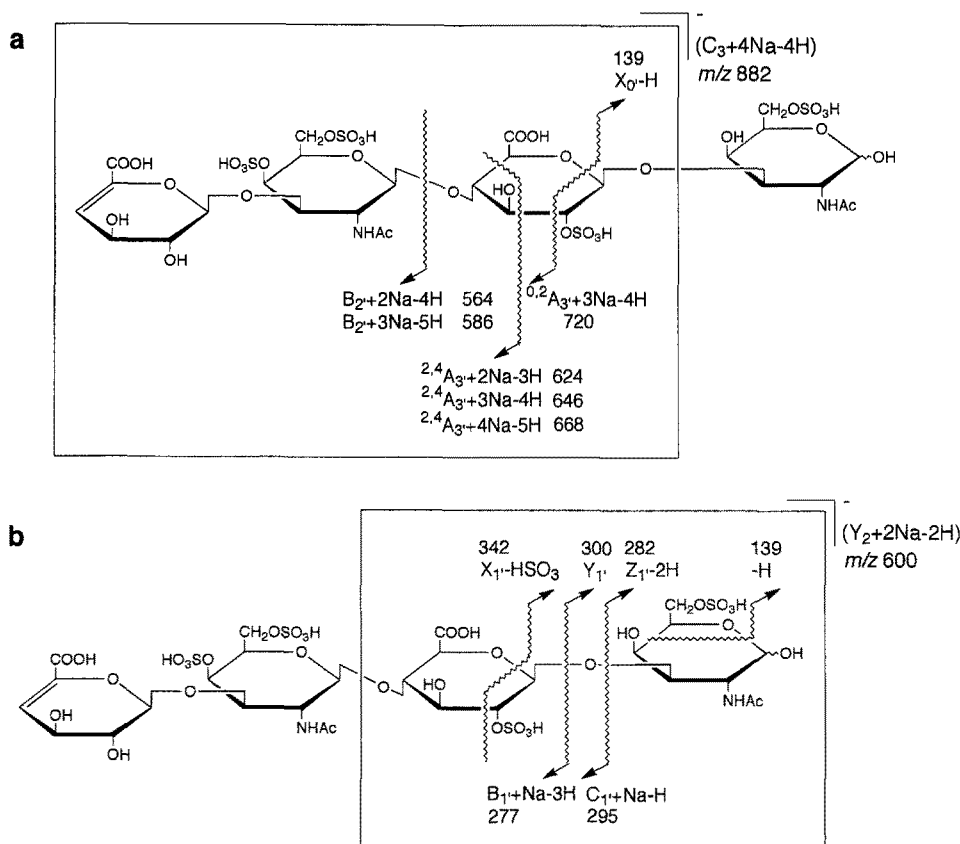 a
-
(C₃+4Na-4H)
m/z 882
139
X₀'-H
CH₂OSO₃H
COOH
CH₂OSO₃H
HO
O
OH
NHAc
HO₃SO
O
COOH
O
O
HO
O
O
OSO₃H
O
NHAc
OH
OH
B₂'+2Na-4H 564
B₂'+3Na-5H 586
⁰,²A₃'+3Na-4H
720
²,⁴A₃'+2Na-3H 624
²,⁴A₃'+3Na-4H 646
²,⁴A₃'+4Na-5H 668
b
-
(Y₂+2Na-2H)
m/z 600
342 300 282 139
X₁'-HSO₃ Y₁' Z₁'-2H -H
CH₂OSO₃H
CH₂OSO₃H
COOH
HO
O
OH
HO₃SO
O
COOH
O
O
HO
O
O
OSO₃H
O
NHAc
NHAc
OH
OH
B₁'+Na-3H C₁'+Na-H
277 295